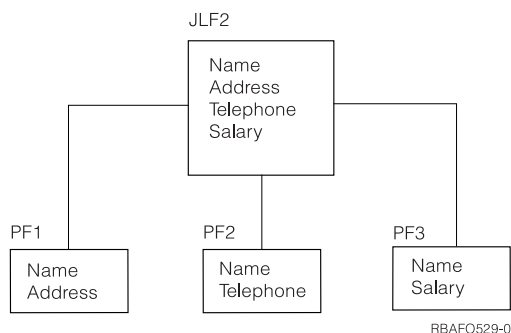 JLF2
Name
Address
Telephone
Salary
PF1
Name
Address
PF2
Name
Telephone
PF3
Name
Salary
RBAFO529-0